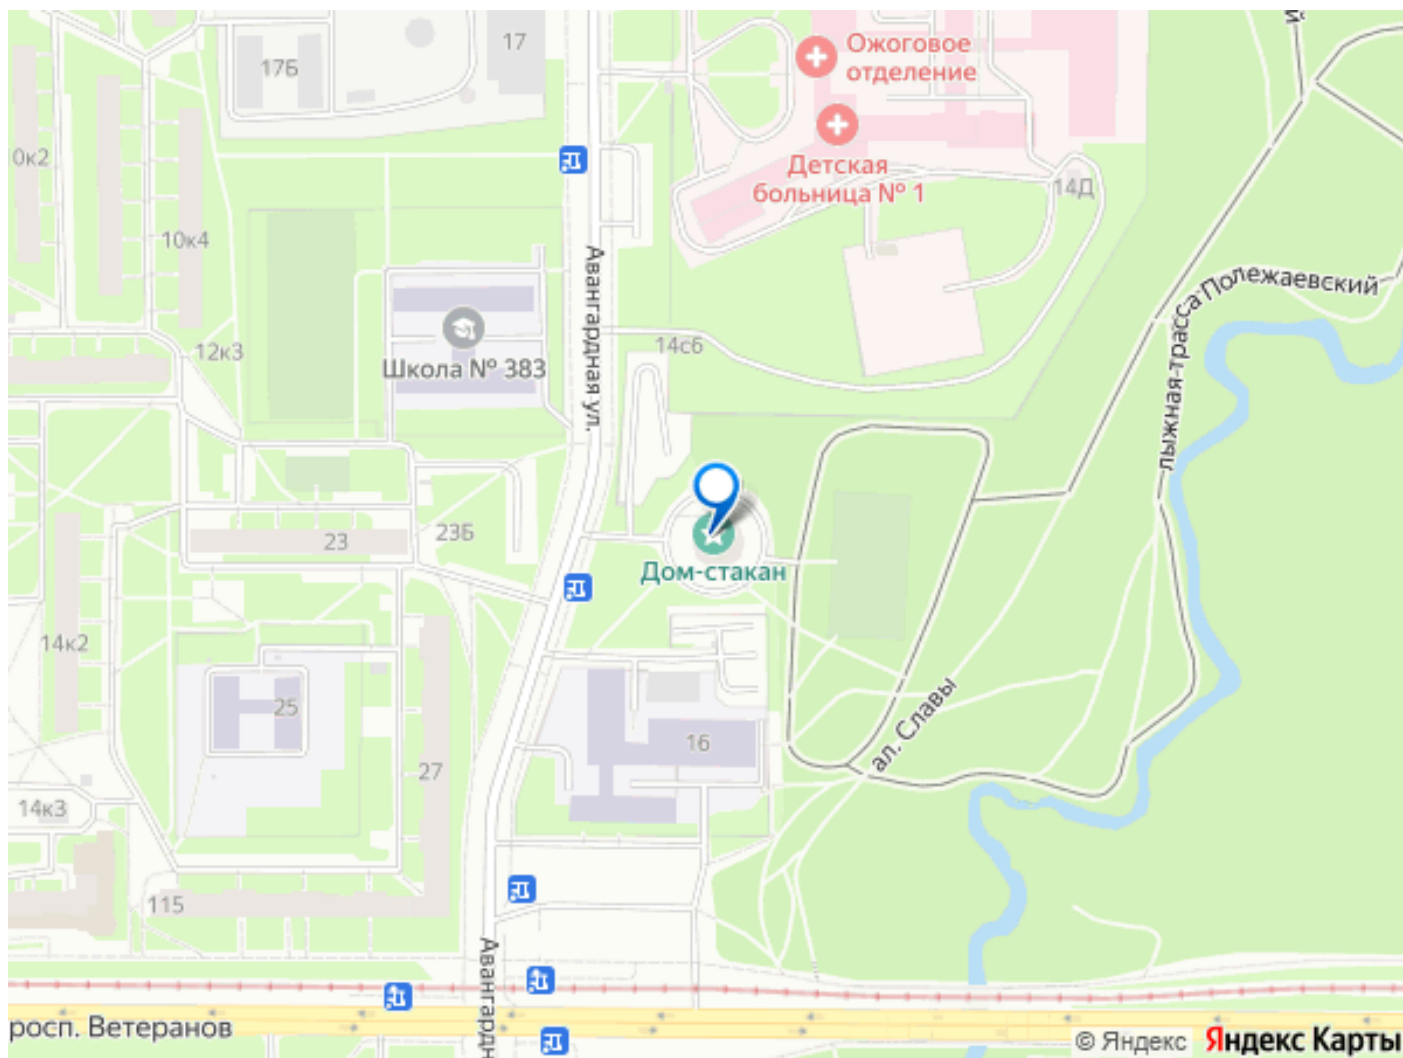 й
17
17Б
Ожоговое
отделение
Детская
больница № 1
14Д
0к2
10к4
Авангардная ул.
лыжная трасса Полежаевский
Школа № 383
12к3
14с6
23
23Б
Дом-стакан
14к2
25
27
16
ал. Славы
14к3
115
Авангардн
росп. Ветеранов
© Яндекс Яндекс Карты